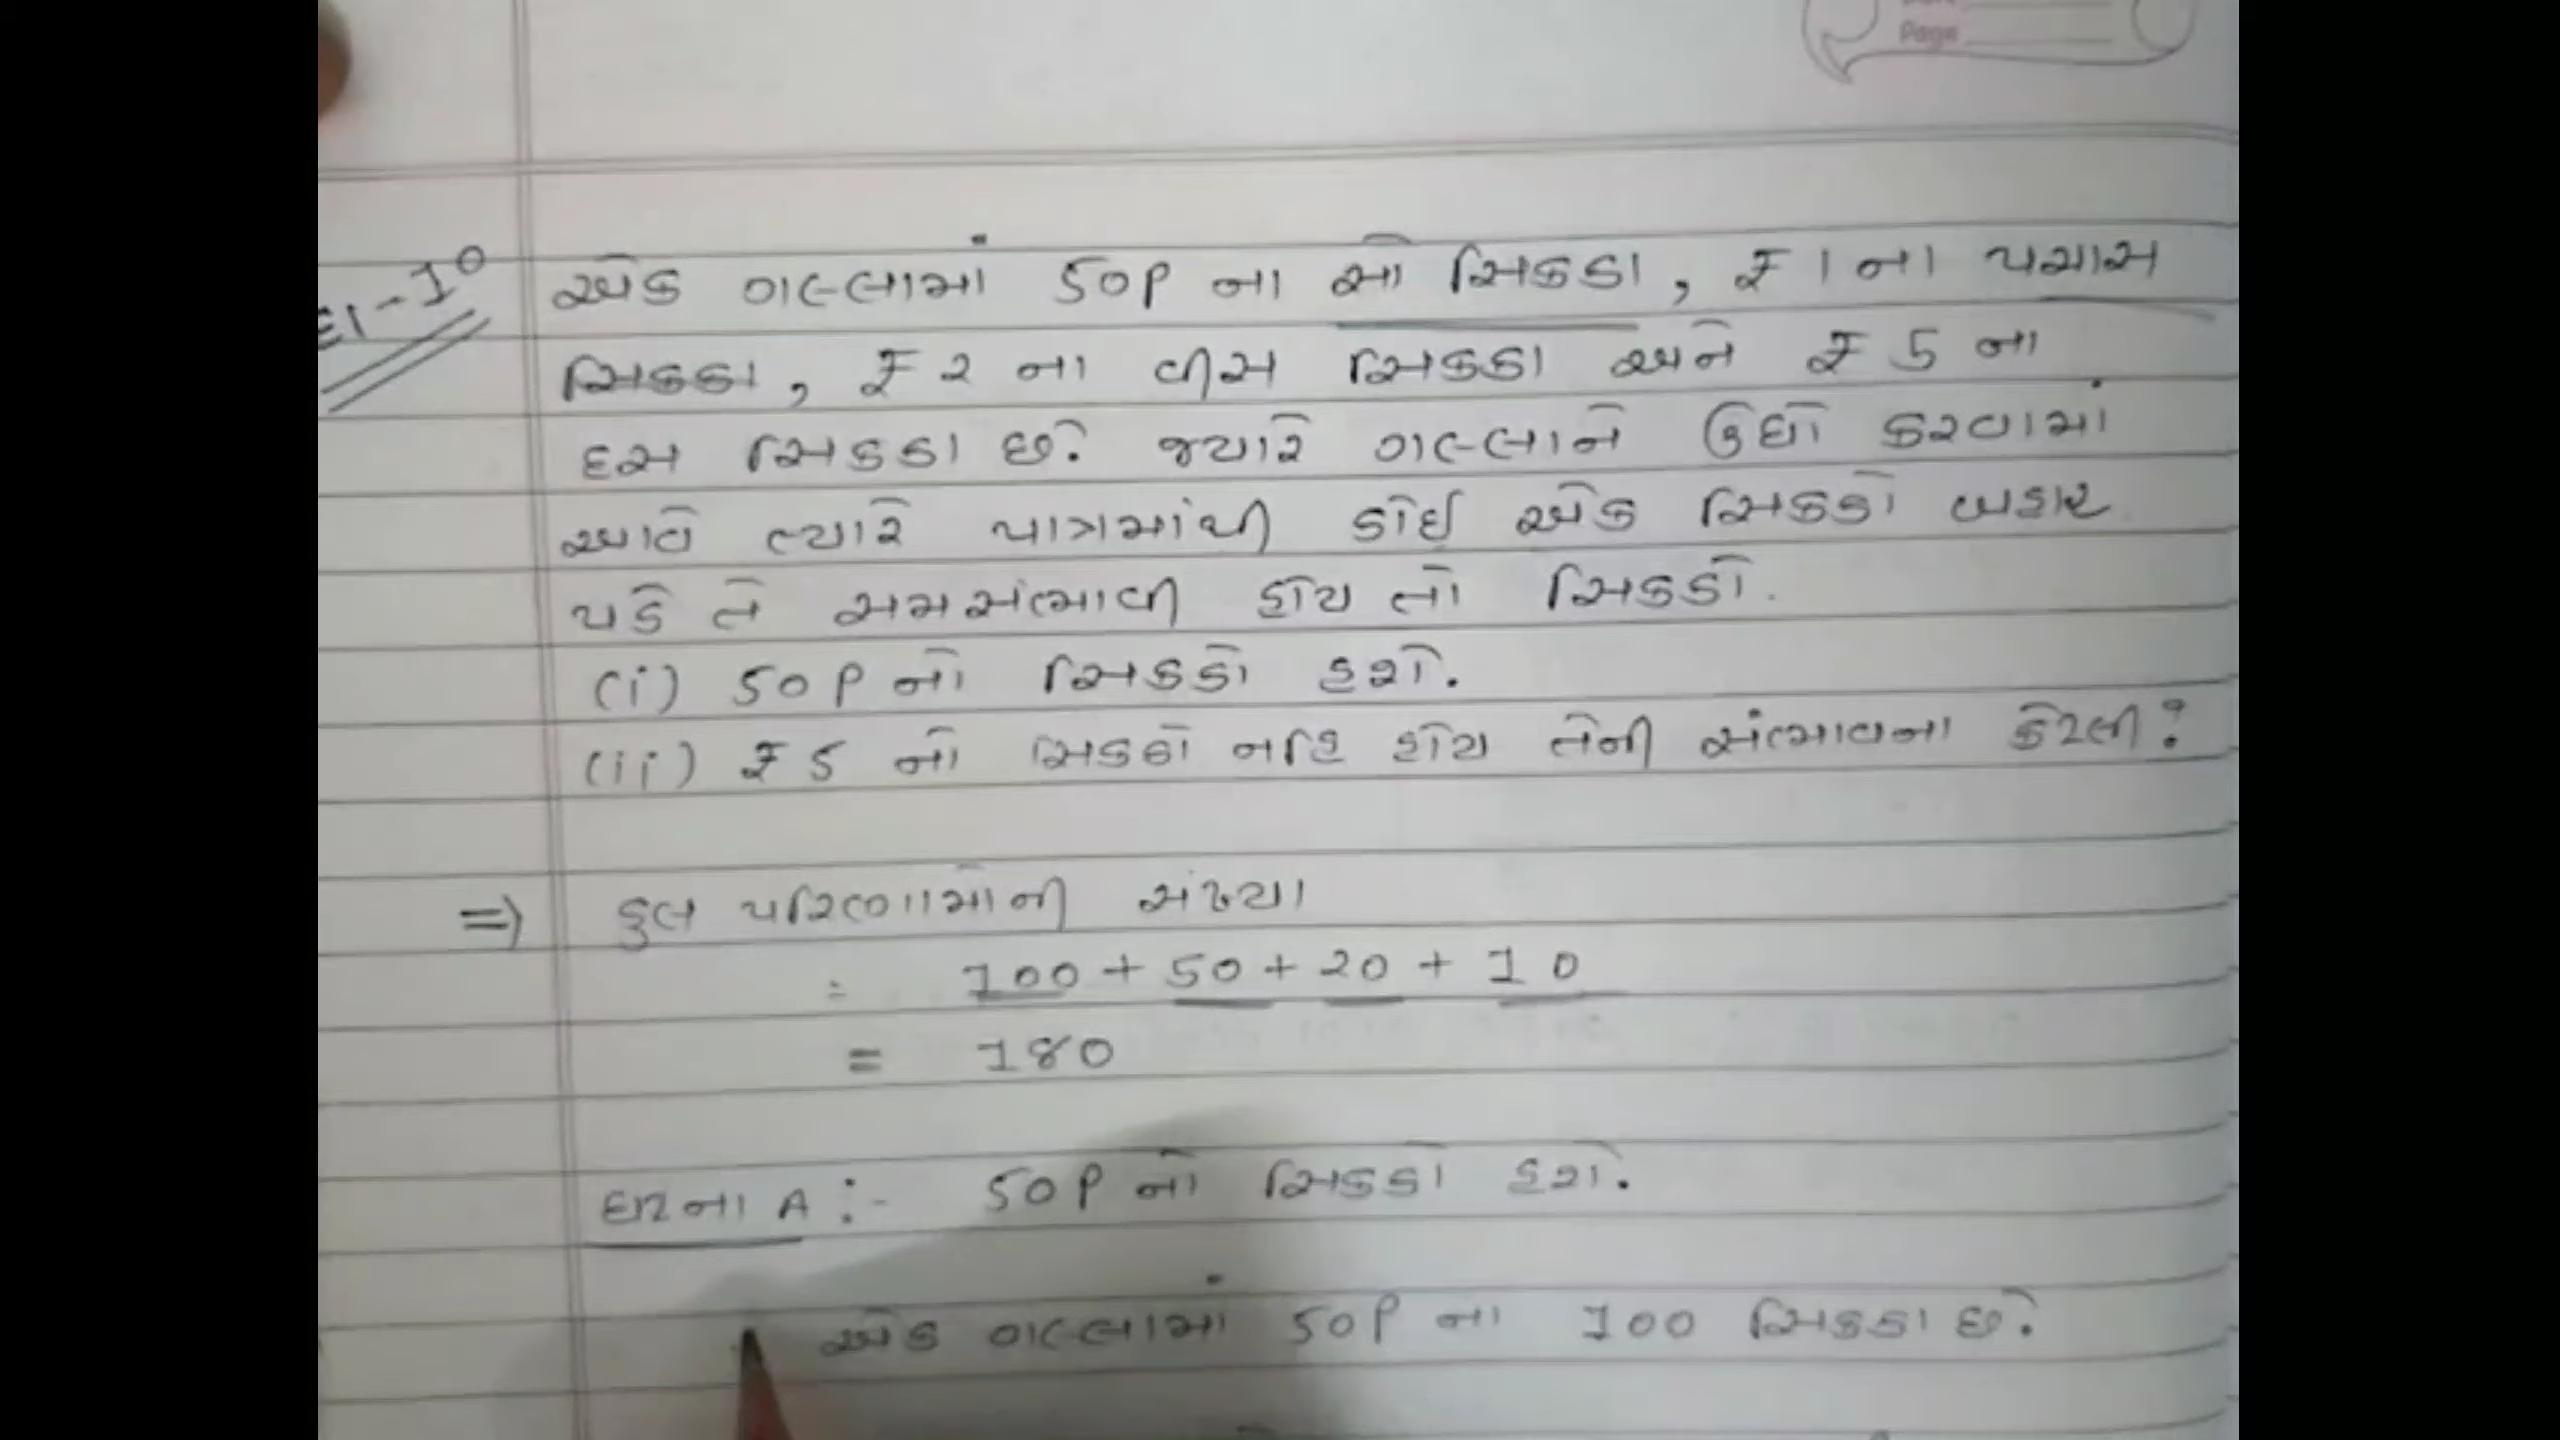 Page
દા-10
એક ગલ્લામાં 50p ના સો સિક્કા, ₹ 1 ના પચાસ
સિક્કા, ₹ 2 ના વીસ સિક્કા અને ₹ 5 ના
દસ સિક્કા છે. જ્યારે ગલ્લાને ઉંધો કરવામાં
આવે ત્યારે પાત્રમાંથી કોઈ એક સિક્કો બહાર
પડે તે સમસંભાવી હોય તો સિક્કો.
(i) 50p નો સિક્કો હશે.
(ii) ₹ 5 નો સિક્કો નહિ હોય તેની સંભાવના કેટલી?
=> કુલ પરિણામોની સંખ્યા
= 100 + 50 + 20 + 10
= 180
ઘટના A :- 50p નો સિક્કો હશે.
એક ગલ્લામાં 50p ના 100 સિક્કા છે.